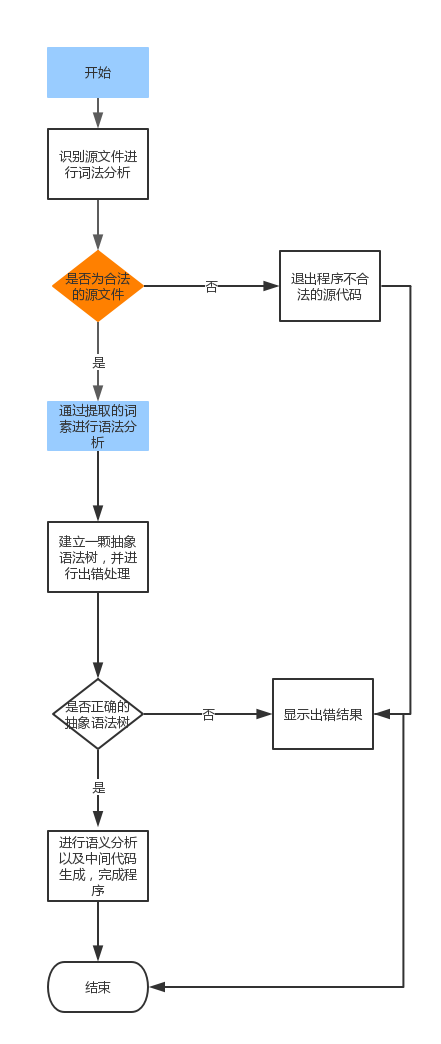 开始
识别源文件进
行词法分析
是否为合法
的源文件
否
退出程序不合
法的源代码
是
通过提取的词
素进行语法分
析
建立一颗抽象
语法树，并进
行出错处理
是否正确的
抽象语法树
否
显示出错结果
是
进行语义分析
以及中间代码
生成，完成程
序
结束